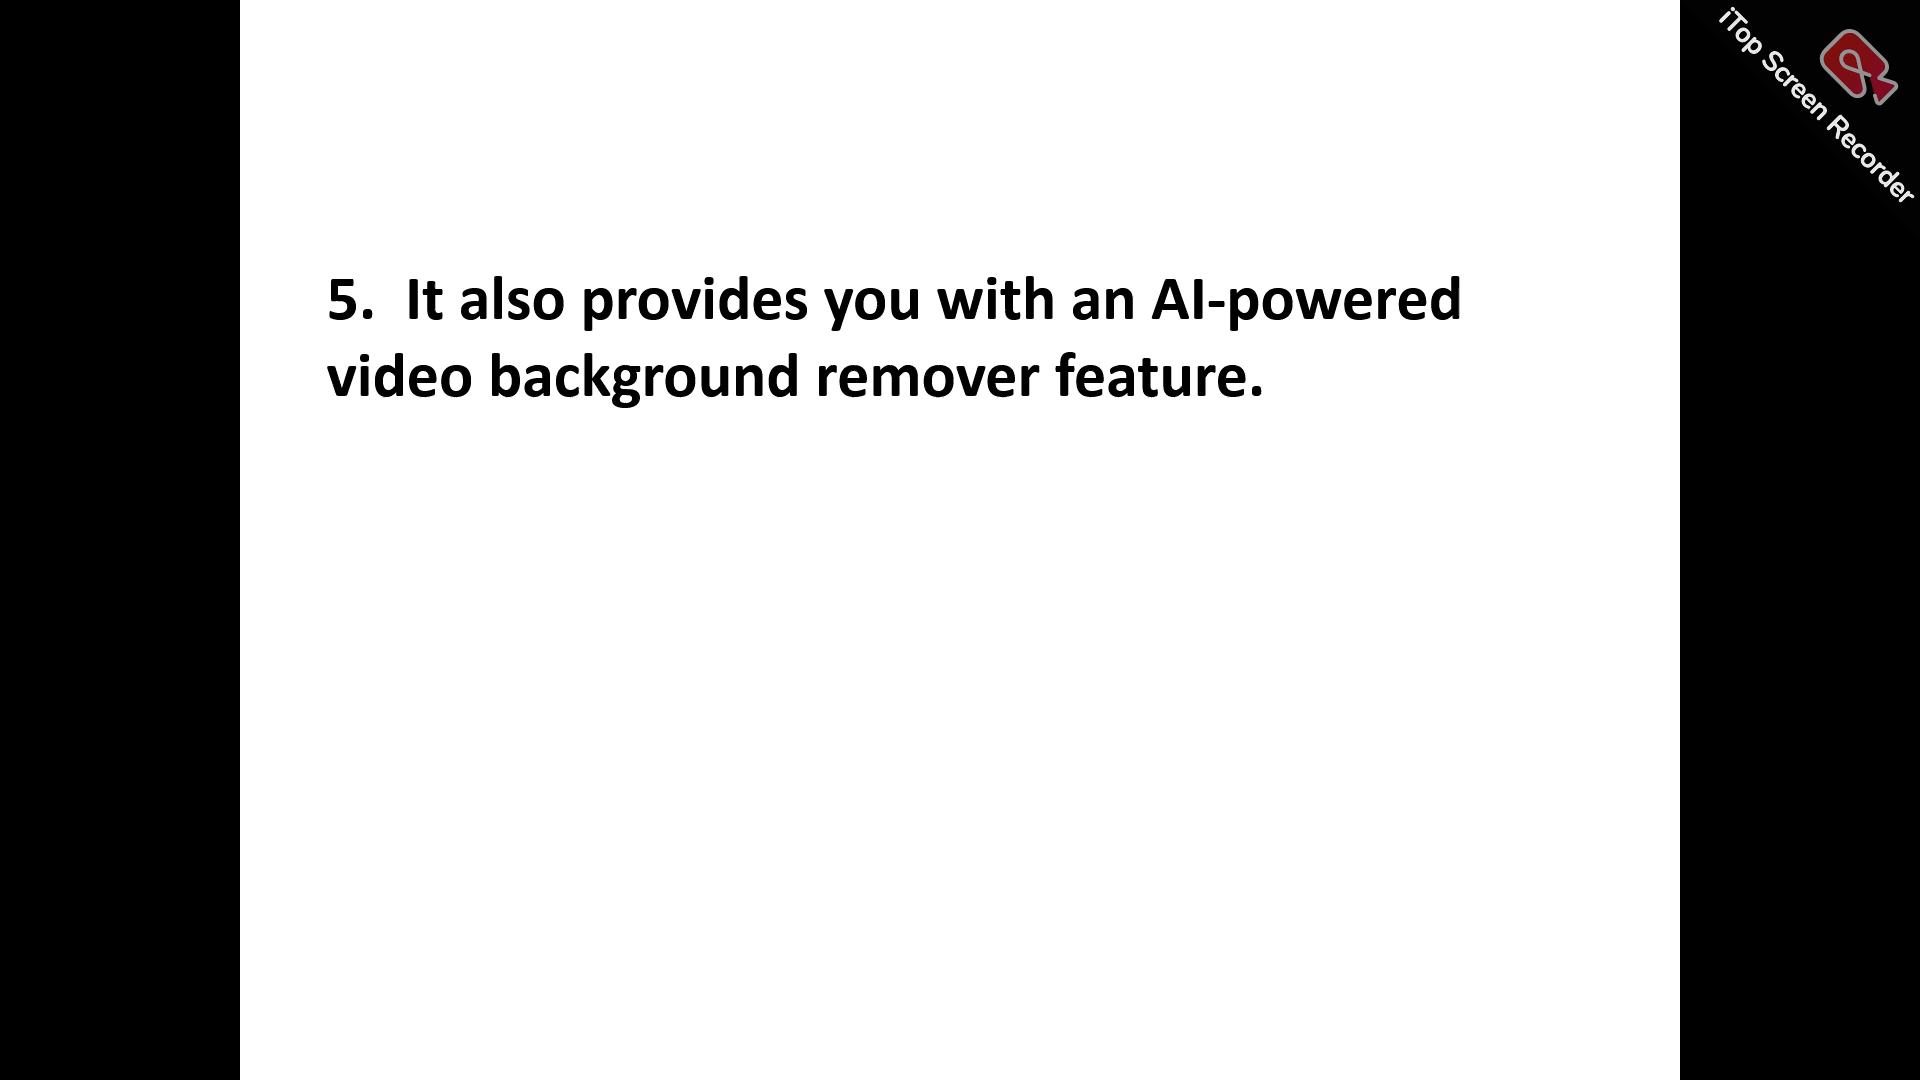 iTop Screen Recorder
5. It also provides you with an AI-powered
video background remover feature.